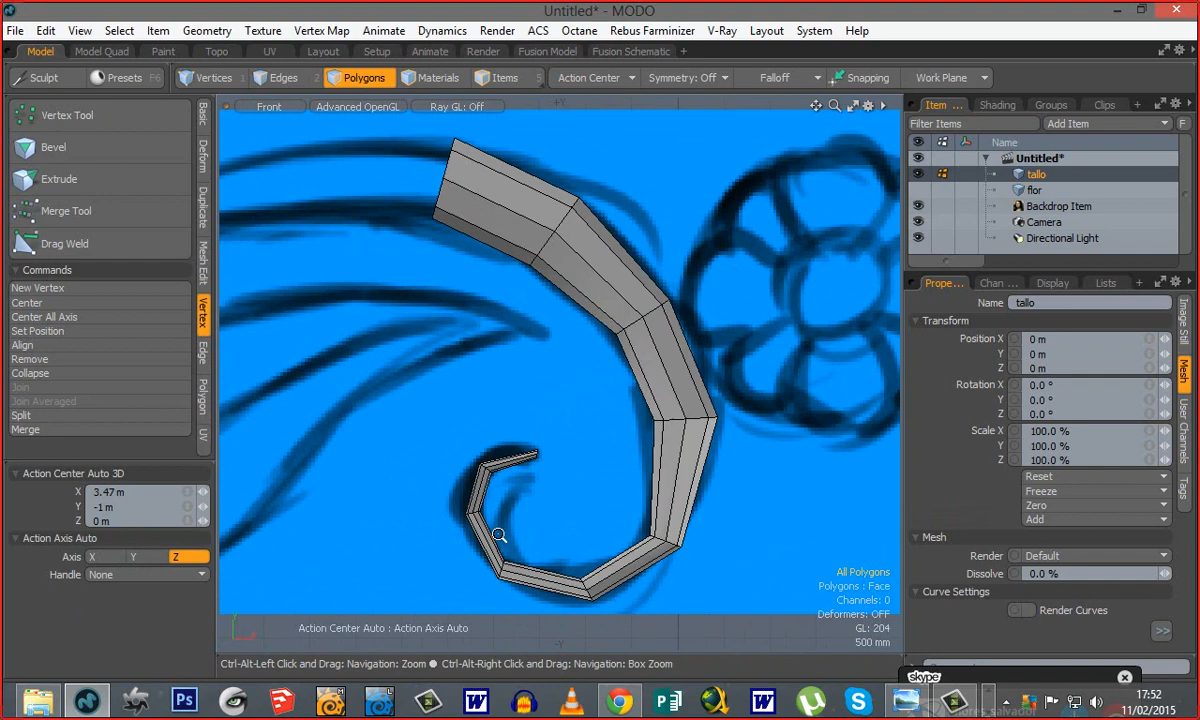 Untitled* - MODO
File Edit View Select Item Geometry Texture Vertex Map Animate Dynamics Render ACS Octane Rebus Farminizer V-Ray Layout System Help
Model Model Quad Paint Topo UV Layout Setup Animate Render Fusion Model Fusion Schematic +
Sculpt Presets F6 Vertices 1 Edges 2 Polygons Materials Items 5 Action Center Symmetry: Off Falloff Snapping Work Plane
Vertex Tool
Bevel
Extrude
Merge Tool
Drag Weld
Commands
New Vertex
Center
Center All Axis
Set Position
Align
Remove
Collapse
Join
Join Averaged
Split
Merge
Action Center Auto 3D
X 3.47 m
Y -1 m
Z 0 m
Action Axis Auto
Axis X Y Z
Handle None
Basic
Deform
Duplicate
Mesh Edit
Vertex
Edge
Polygon
UV
Front Advanced OpenGL Ray GL: Off
+Y
All Polygons
Polygons : Face
Channels: 0
Deformers: OFF
GL: 204
500 mm
Action Center Auto : Action Axis Auto
-Y
Ctrl-Alt-Left Click and Drag: Navigation: Zoom ● Ctrl-Alt-Right Click and Drag: Navigation: Box Zoom
Item ... Shading Groups Clips +
Filter Items Add Item F
Name
Untitled*
tallo
flor
Backdrop Item
Camera
Directional Light
Prope... Chan ... Display Lists +
Name tallo
Transform
Position X 0 m
Y 0 m
Z 0 m
Rotation X 0.0 °
Y 0.0 °
Z 0.0 °
Scale X 100.0 %
Y 100.0 %
Z 100.0 %
Reset
Freeze
Zero
Add
Mesh
Render Default
Dissolve 0.0 %
Curve Settings
Render Curves
>>
Image Still
Mesh
User Channels
Tags
skype
17:52
11/02/2015